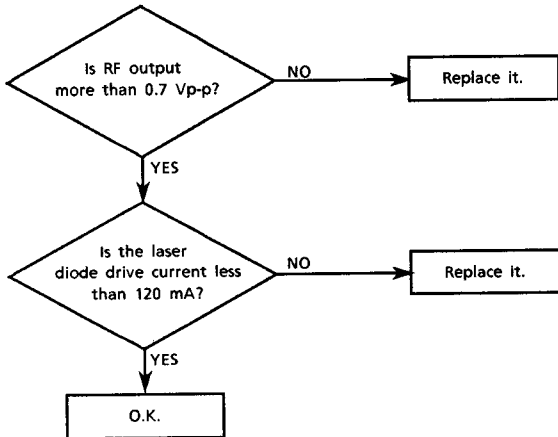 Is RF output
more than 0.7 Vp-p?
NO
Replace it.
YES
Is the laser
diode drive current less
than 120 mA?
NO
Replace it.
YES
O.K.